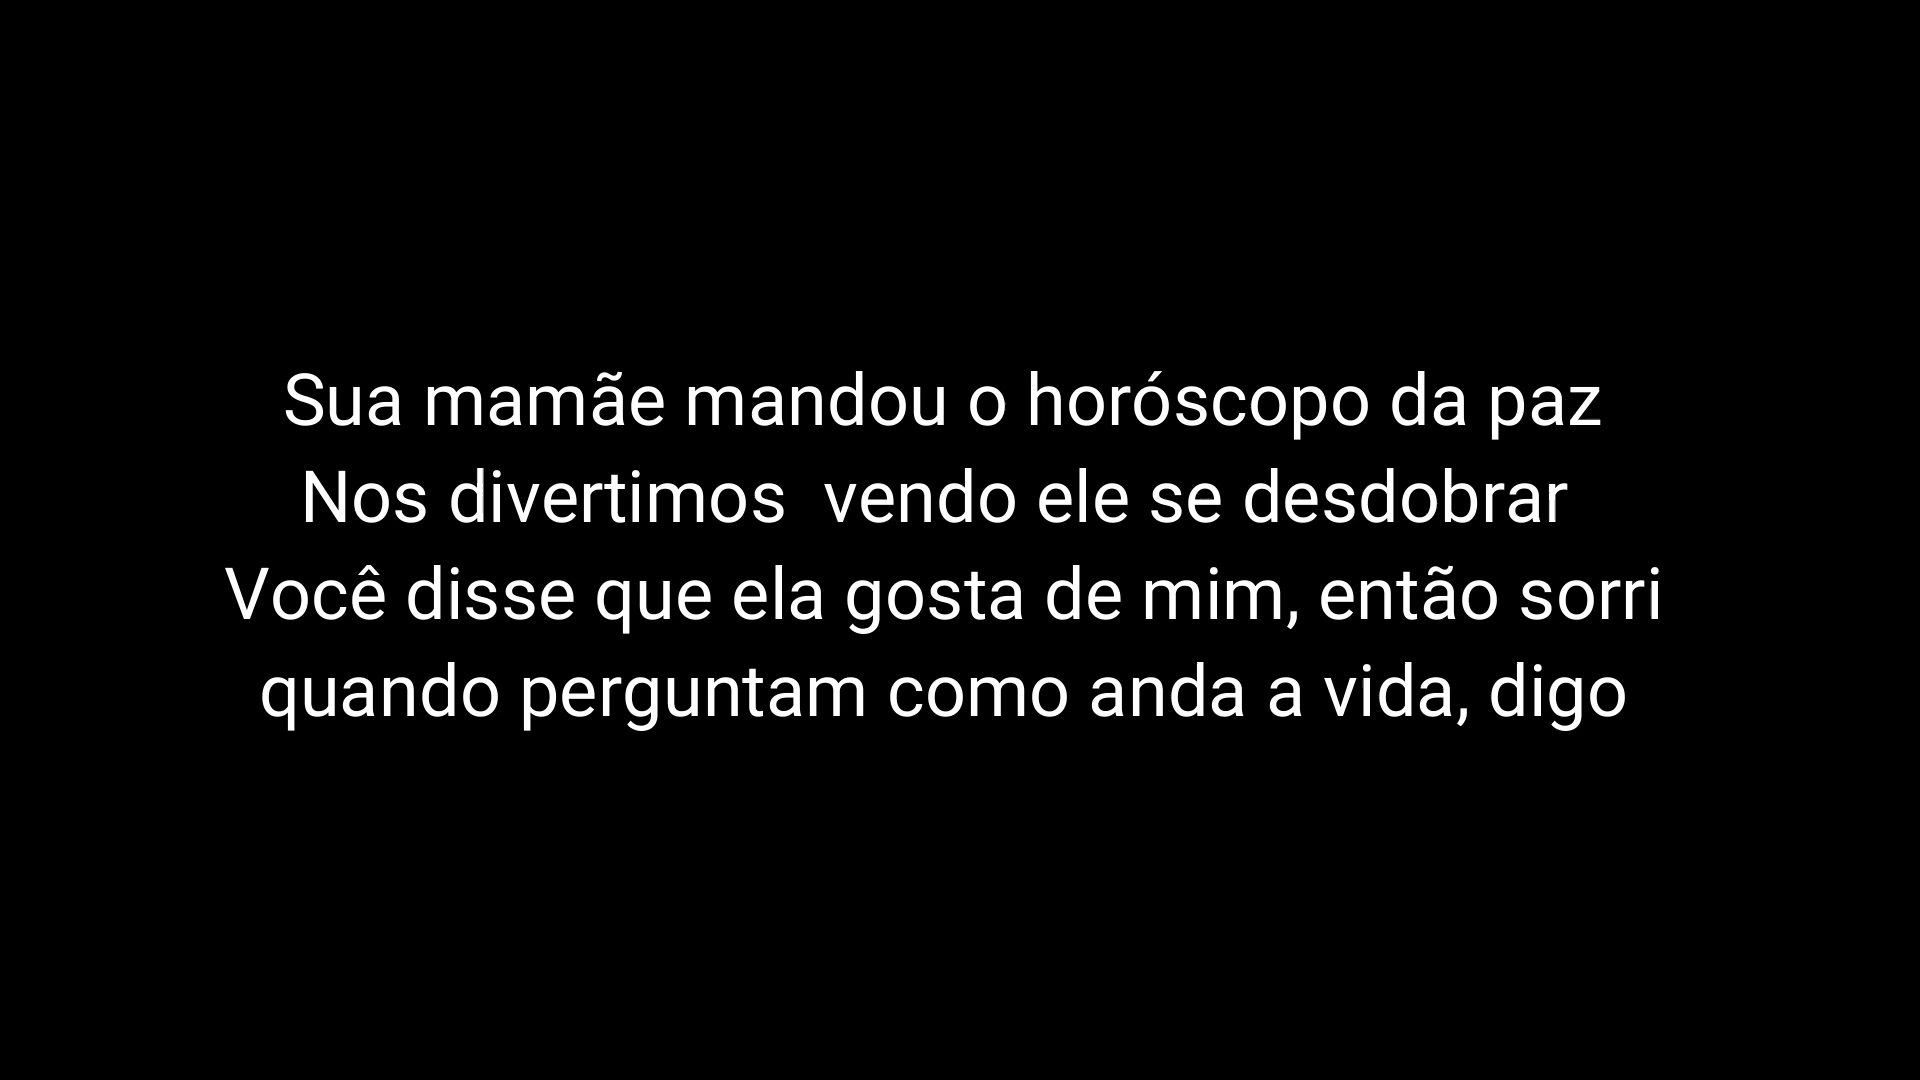 Sua mamãe mandou o horóscopo da paz
Nos divertimos  vendo ele se desdobrar
Você disse que ela gosta de mim, então sorri
quando perguntam como anda a vida, digo